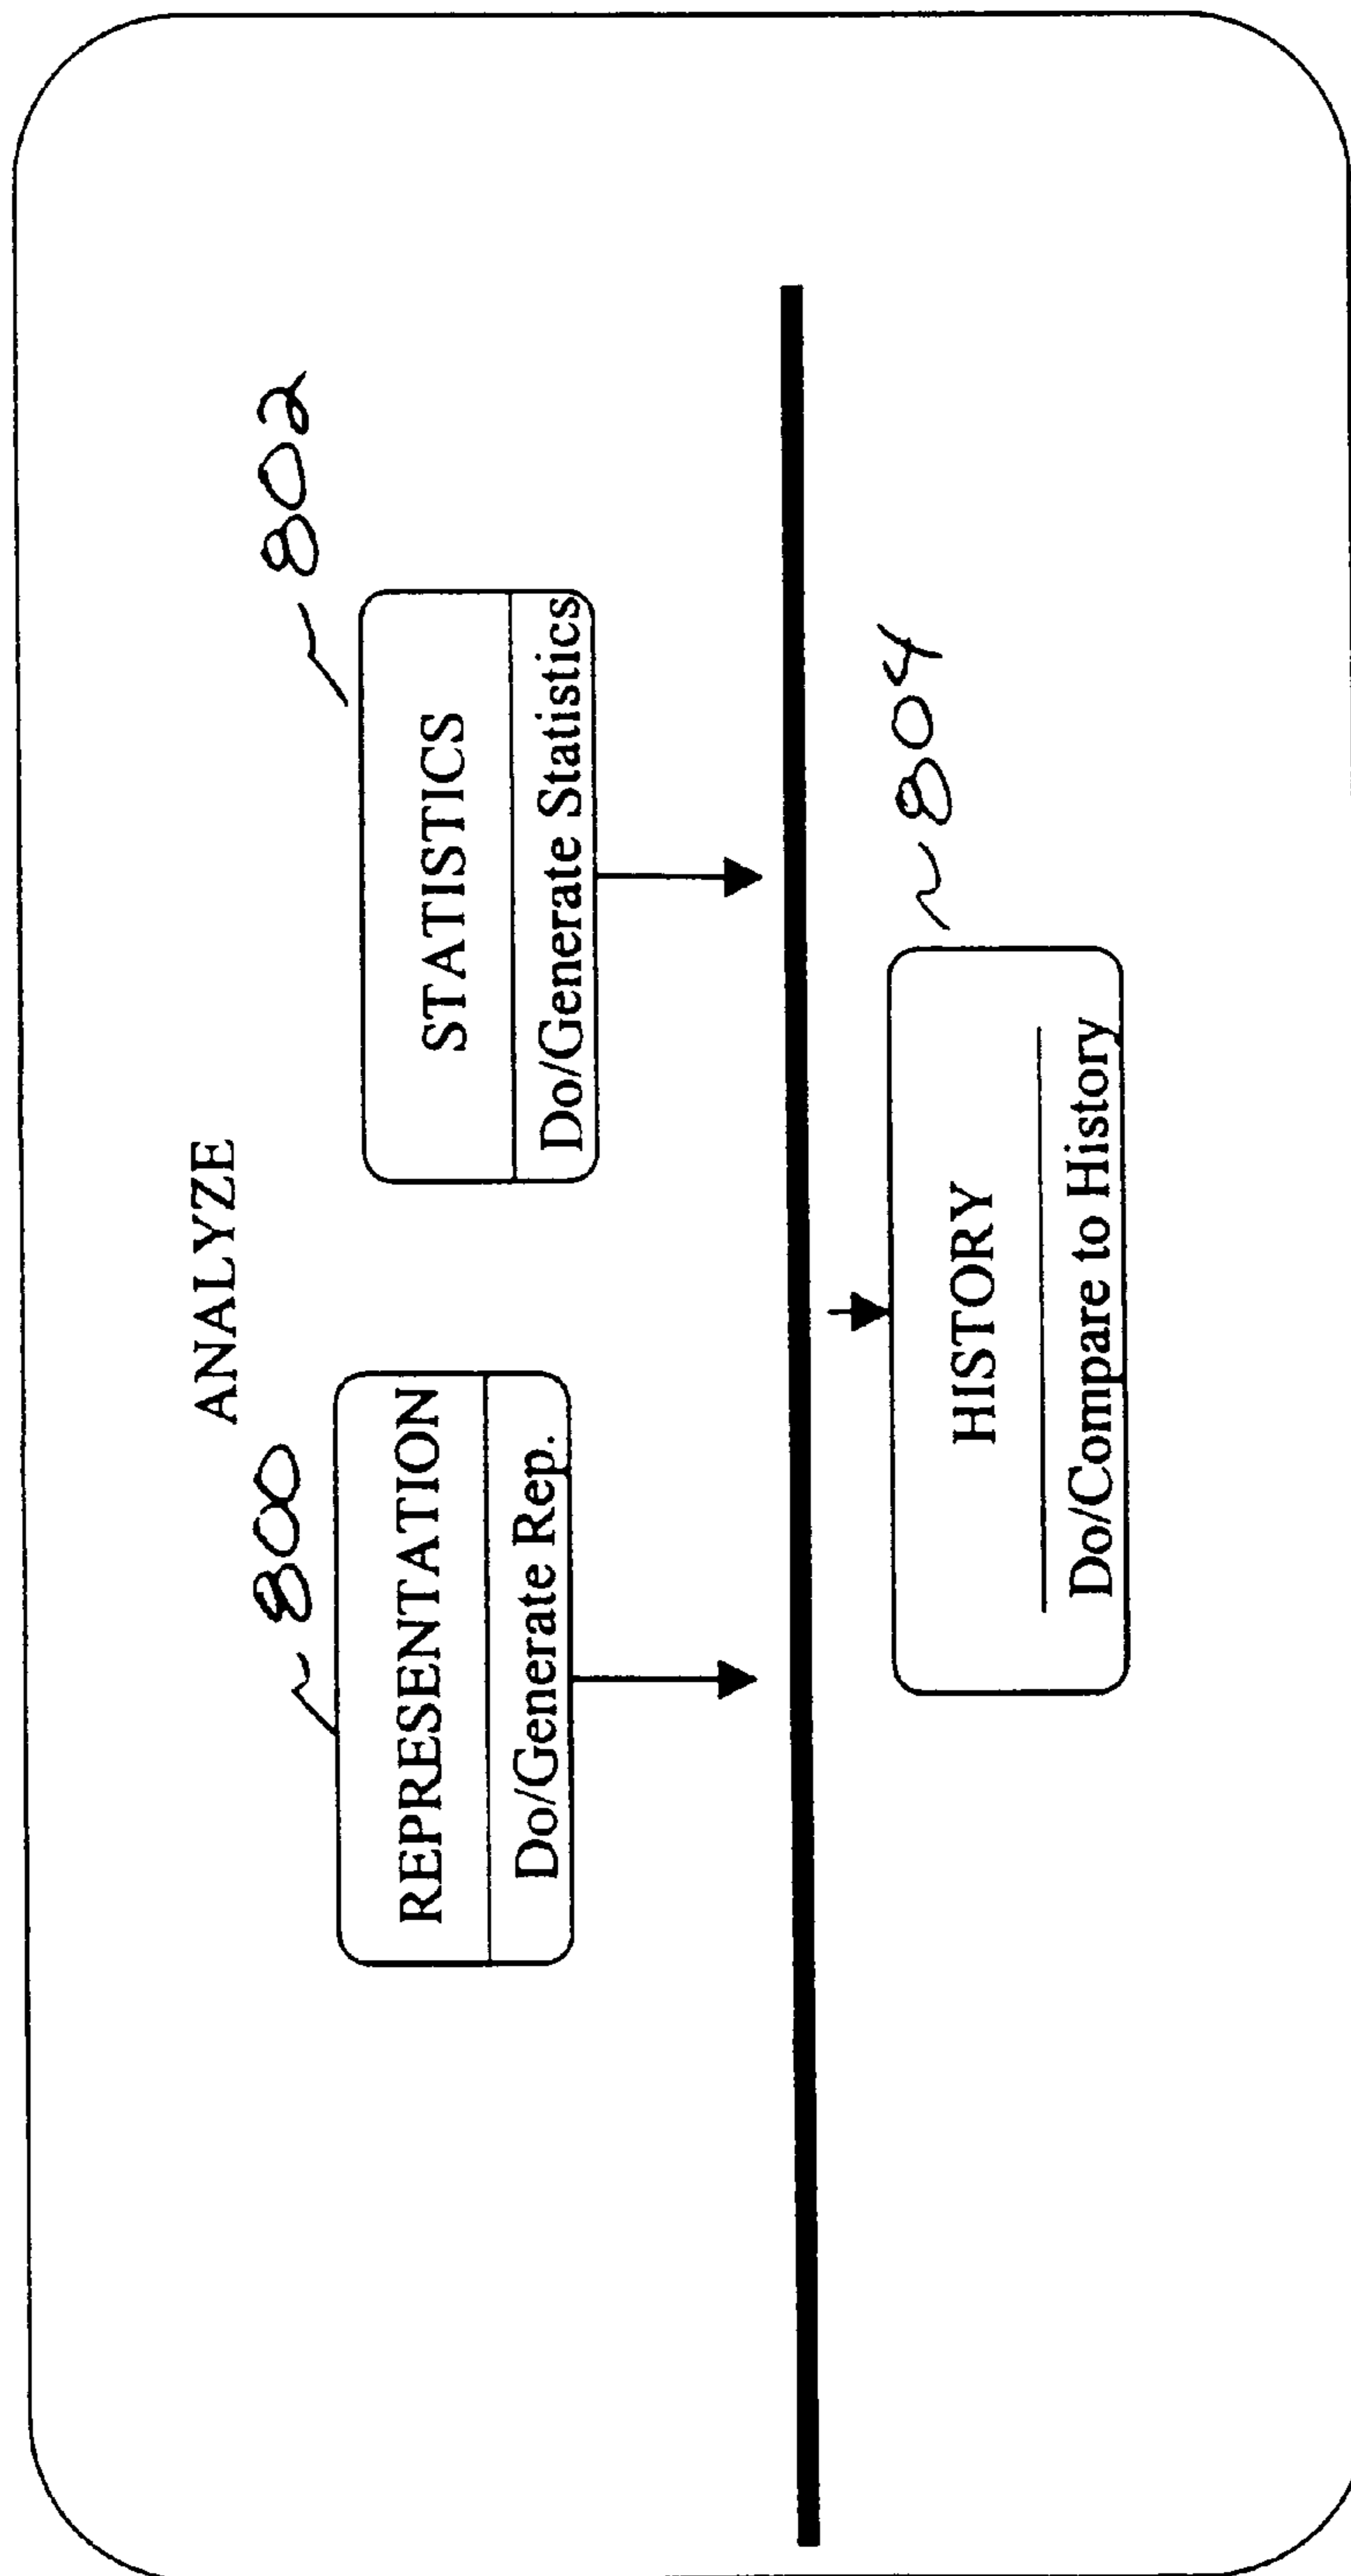 ANALYZE
800
REPRESENTATION
Do/Generate Rep.
802
STATISTICS
Do/Generate Statistics
804
HISTORY
Do/Compare to History